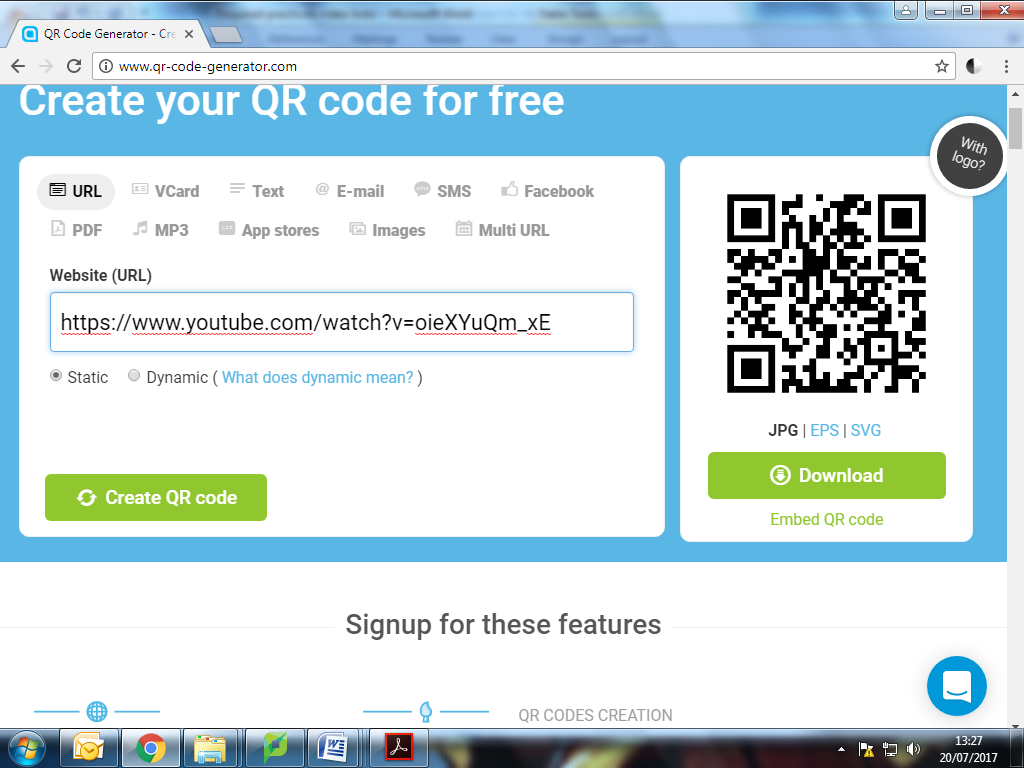 QR Code Generator - Cre
www.qr-code-generator.com
Create your QR code for free
With
logo?
URL VCard Text E-mail SMS Facebook
PDF MP3 App stores Images Multi URL
Website (URL)
https://www.youtube.com/watch?v=oieXYuQm_xE
Static Dynamic ( What does dynamic mean? )
JPG | EPS | SVG
Download
Create QR code
Embed QR code
Signup for these features
QR CODES CREATION
13:27
20/07/2017